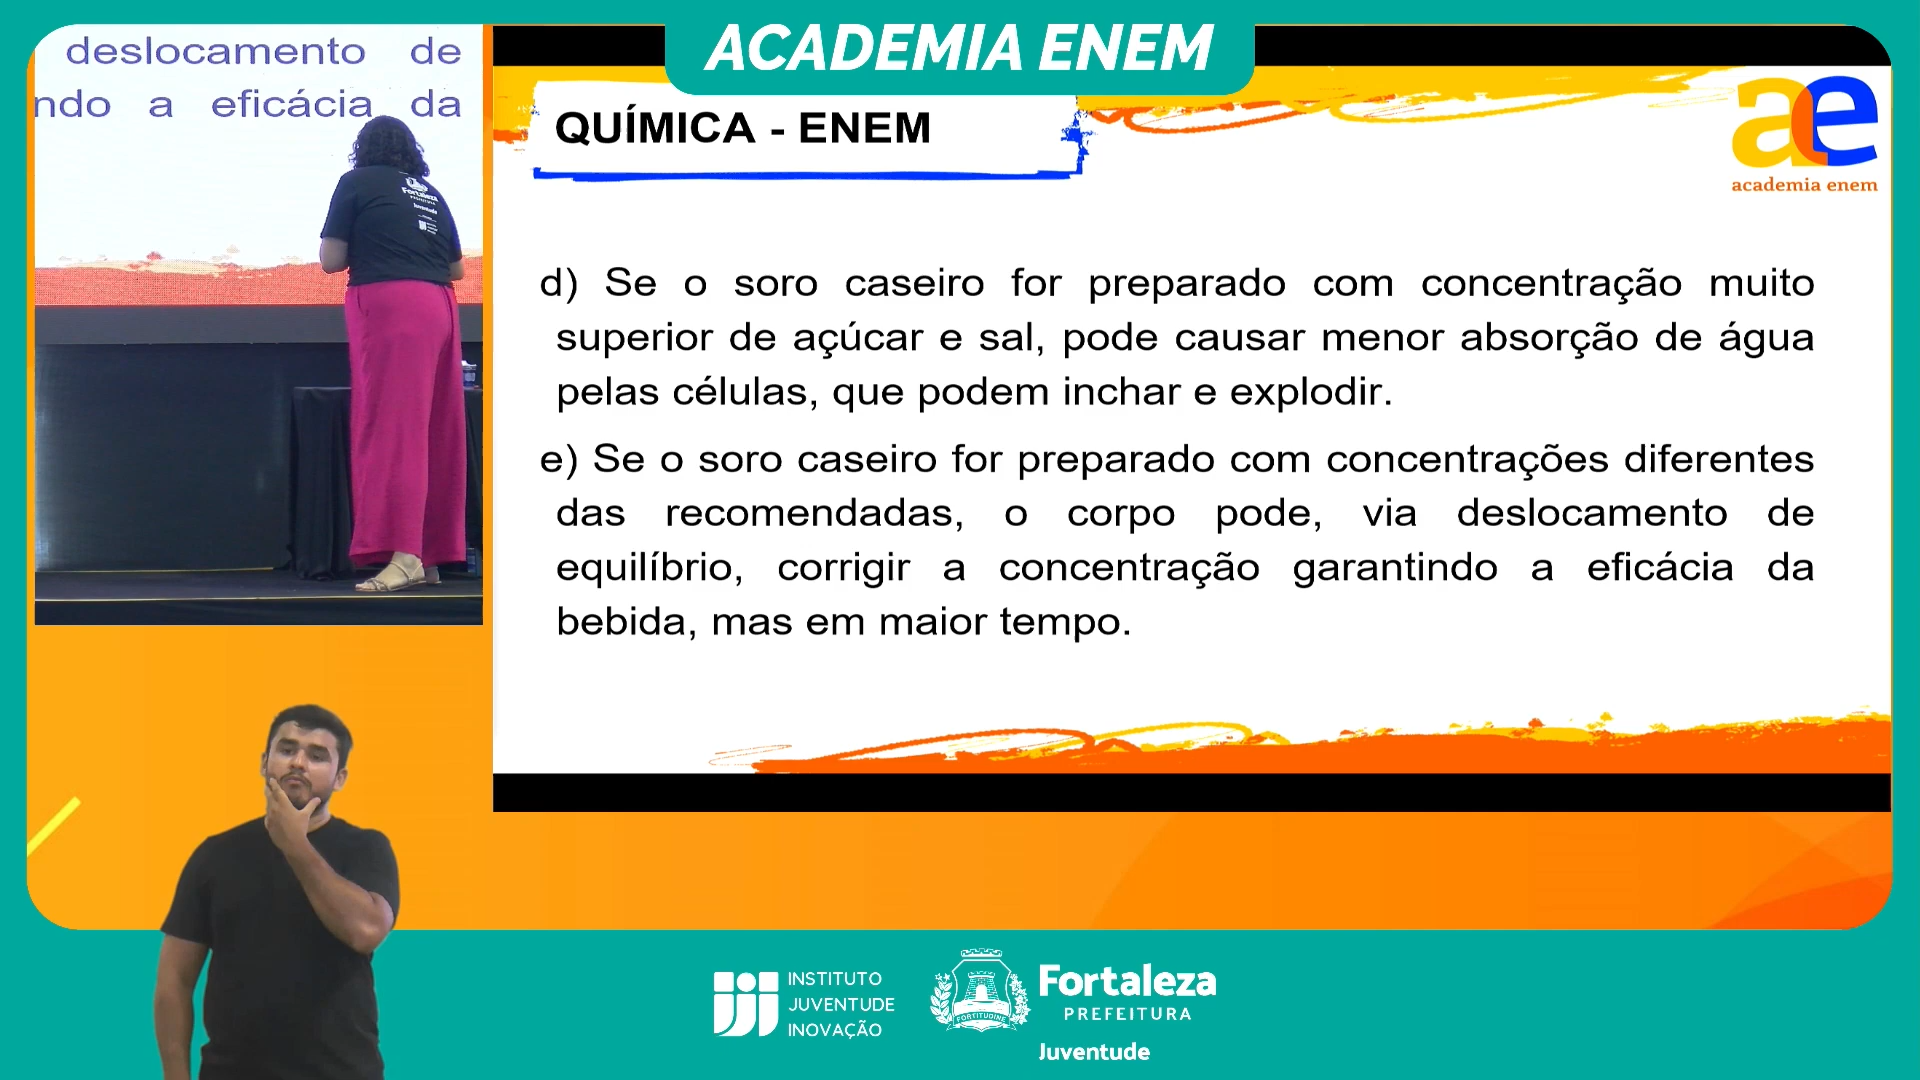 ACADEMIA ENEM
deslocamento de
ndo a eficácia da
Fortaleza
QUÍMICA - ENEM
ae
academia enem
d) Se o soro caseiro for preparado com concentração muito
superior de açúcar e sal, pode causar menor absorção de água
pelas células, que podem inchar e explodir.
e) Se o soro caseiro for preparado com concentrações diferentes
das recomendadas, o corpo pode, via deslocamento de
equilíbrio, corrigir a concentração garantindo a eficácia da
bebida, mas em maior tempo.
INSTITUTO
JUVENTUDE
INOVAÇÃO
FORTITUDINE
Fortaleza
PREFEITURA
Juventude